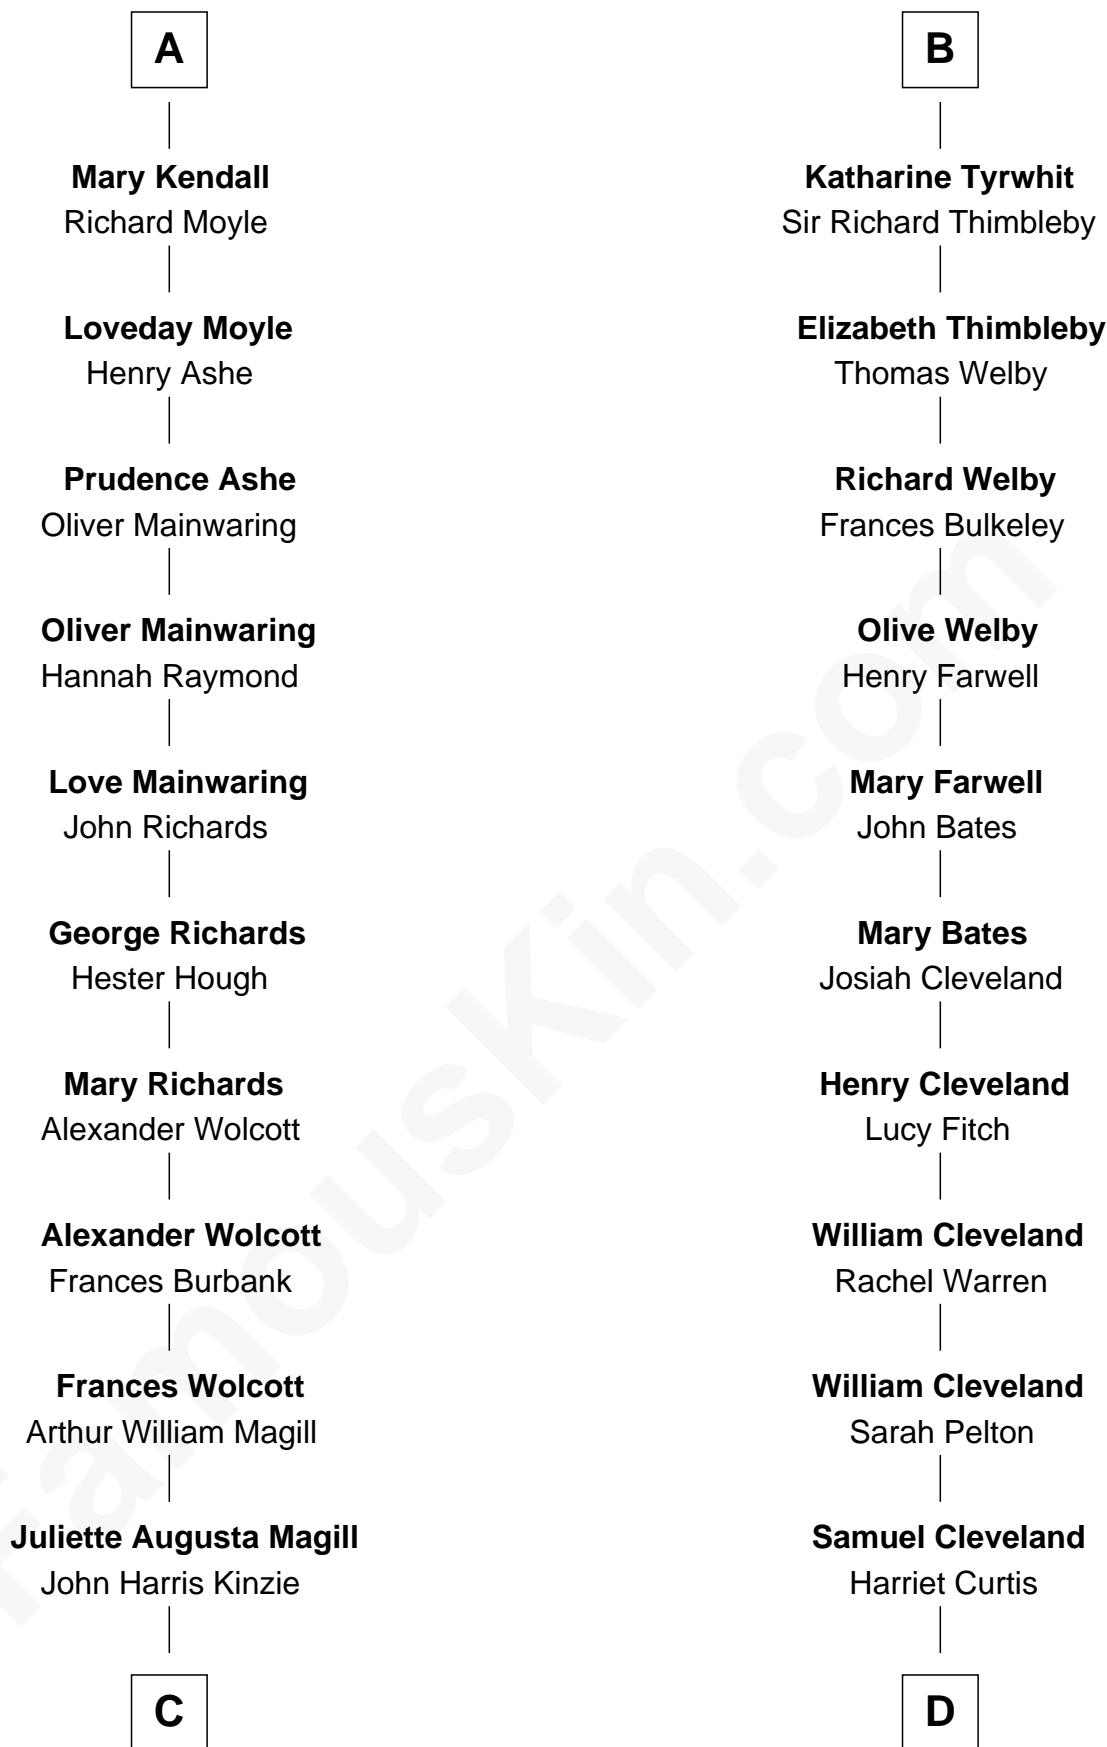 A
Mary Kendall
Richard Moyle
Loveday Moyle
Henry Ashe
Prudence Ashe
Oliver Mainwaring
Oliver Mainwaring
Hannah Raymond
Love Mainwaring
John Richards
George Richards
Hester Hough
Mary Richards
Alexander Wolcott
Alexander Wolcott
Frances Burbank
Frances Wolcott
Arthur William Magill
Juliette Augusta Magill
John Harris Kinzie
C
B
Katharine Tyrwhit
Sir Richard Thimbleby
Elizabeth Thimbleby
Thomas Welby
Richard Welby
Frances Bulkeley
Olive Welby
Henry Farwell
Mary Farwell
John Bates
Mary Bates
Josiah Cleveland
Henry Cleveland
Lucy Fitch
William Cleveland
Rachel Warren
William Cleveland
Sarah Pelton
Samuel Cleveland
Harriet Curtis
D
FamousKin.com